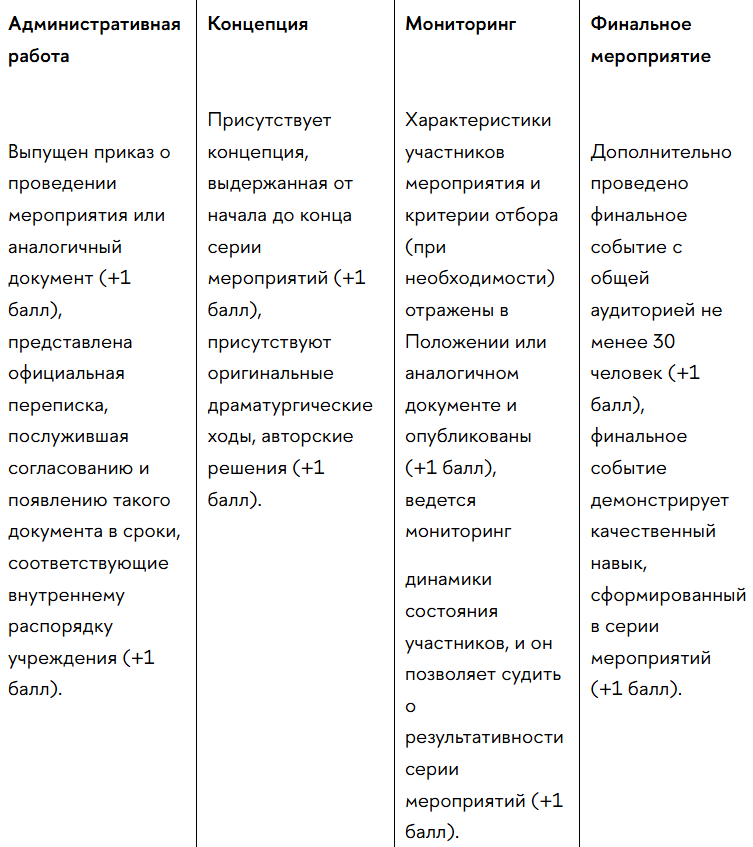 Административная
работа
Выпущен приказ о
проведении
мероприятия или
аналогичный
документ (+1
балл),
представлена
официальная
переписка,
послужившая
согласованию и
появлению такого
документа в сроки,
соответствующие
внутреннему
распорядку
учреждения (+1
балл).
Концепция
Присутствует
концепция,
выдержанная от
начала до конца
серии
мероприятий (+1
балл),
присутствуют
оригинальные
драматургические
ходы, авторские
решения (+1
балл).
Мониторинг
Характеристики
участников
мероприятия и
критерии отбора
(при
необходимости)
отражены в
Положении или
аналогичном
документе и
опубликованы
(+1 балл),
ведется
мониторинг
динамики
состояния
участников, и он
позволяет судить
о
результативности
серии
мероприятий (+1
балл).
Финальное
мероприятие
Дополнительно
проведено
финальное
событие с
общей
аудиторией не
менее 30
человек (+1
балл),
финальное
событие
демонстрирует
качественный
навык,
сформированный
в серии
мероприятий
(+1 балл).